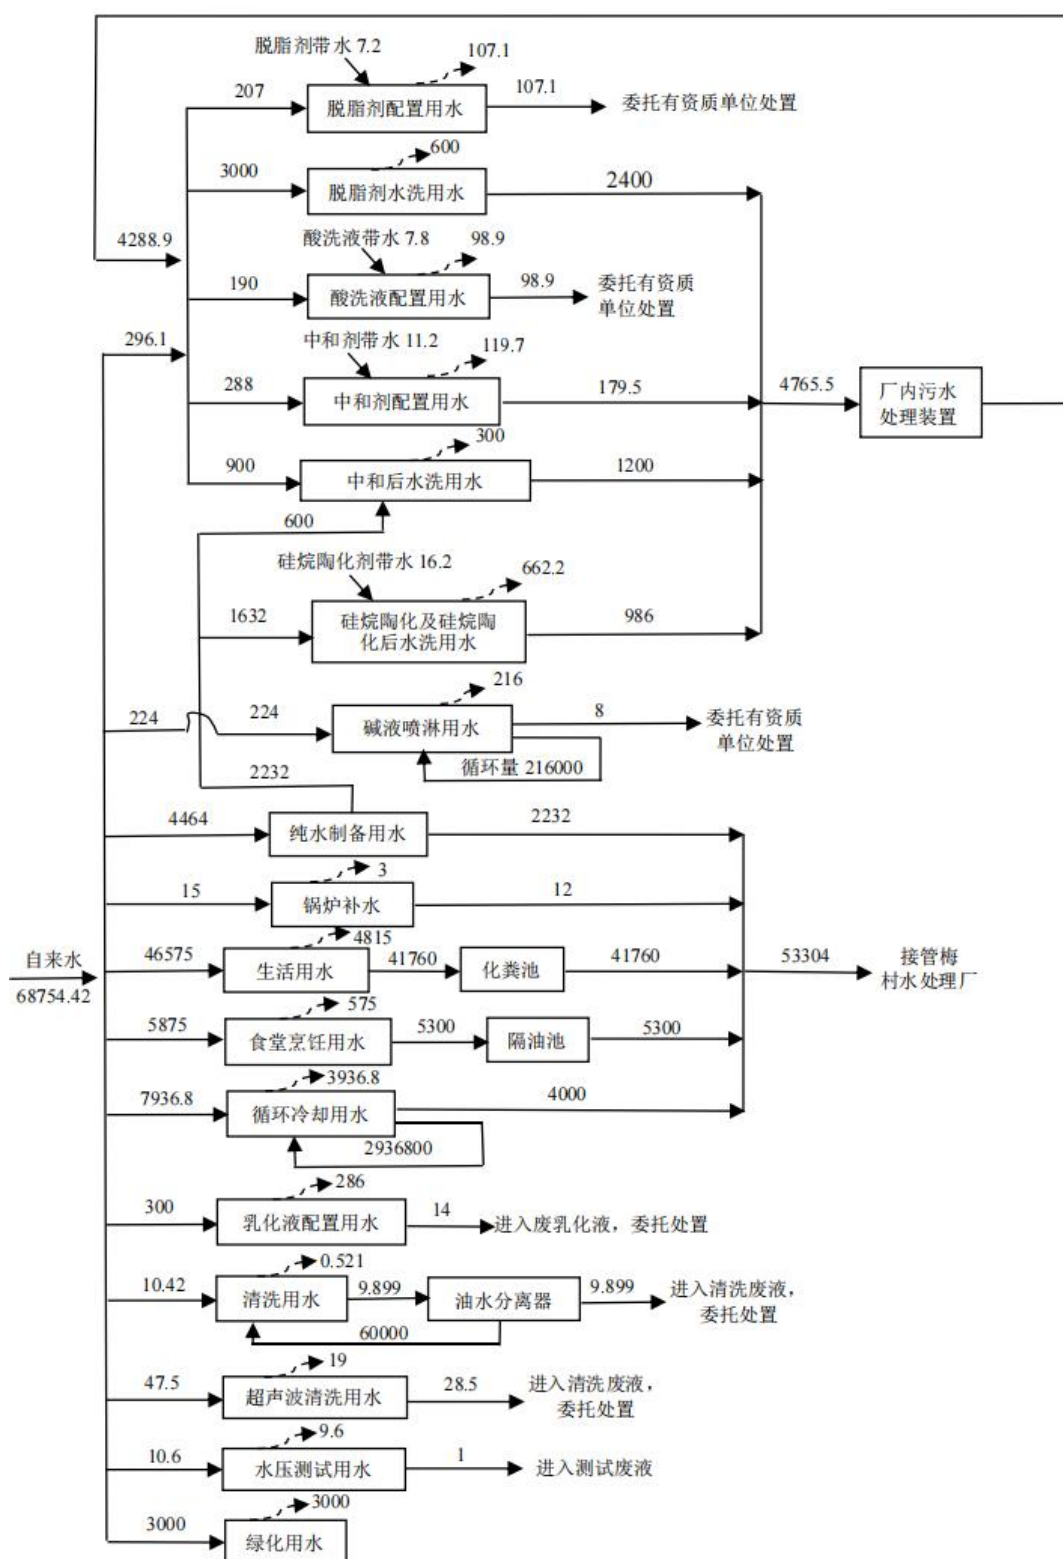 脱脂剂带水 7.2
107.1
207
脱脂剂配置用水
107.1
委托有资质单位处置
600
3000
脱脂剂水洗用水
2400
4288.9
酸洗液带水 7.8
98.9
190
酸洗液配置用水
98.9
委托有资质
单位处置
296.1
中和剂带水 11.2
119.7
288
中和剂配置用水
179.5
4765.5
厂内污水
处理装置
300
900
中和后水洗用水
1200
600
硅烷陶化剂带水 16.2
662.2
1632
硅烷陶化及硅烷陶
化后水洗用水
986
216
224
224
碱液喷淋用水
8
委托有资质
单位处置
循环量 216000
2232
4464
纯水制备用水
2232
3
15
锅炉补水
12
4815
自来水
68754.42
46575
生活用水
41760
化粪池
41760
53304
接管梅
村水处理厂
575
5875
食堂烹饪用水
5300
隔油池
5300
3936.8
7936.8
循环冷却用水
4000
2936800
286
300
乳化液配置用水
14
进入废乳化液，委托处置
0.521
10.42
清洗用水
9.899
油水分离器
9.899
进入清洗废液，
委托处置
60000
19
47.5
超声波清洗用水
28.5
进入清洗废液，
委托处置
9.6
10.6
水压测试用水
1
进入测试废液
3000
3000
绿化用水